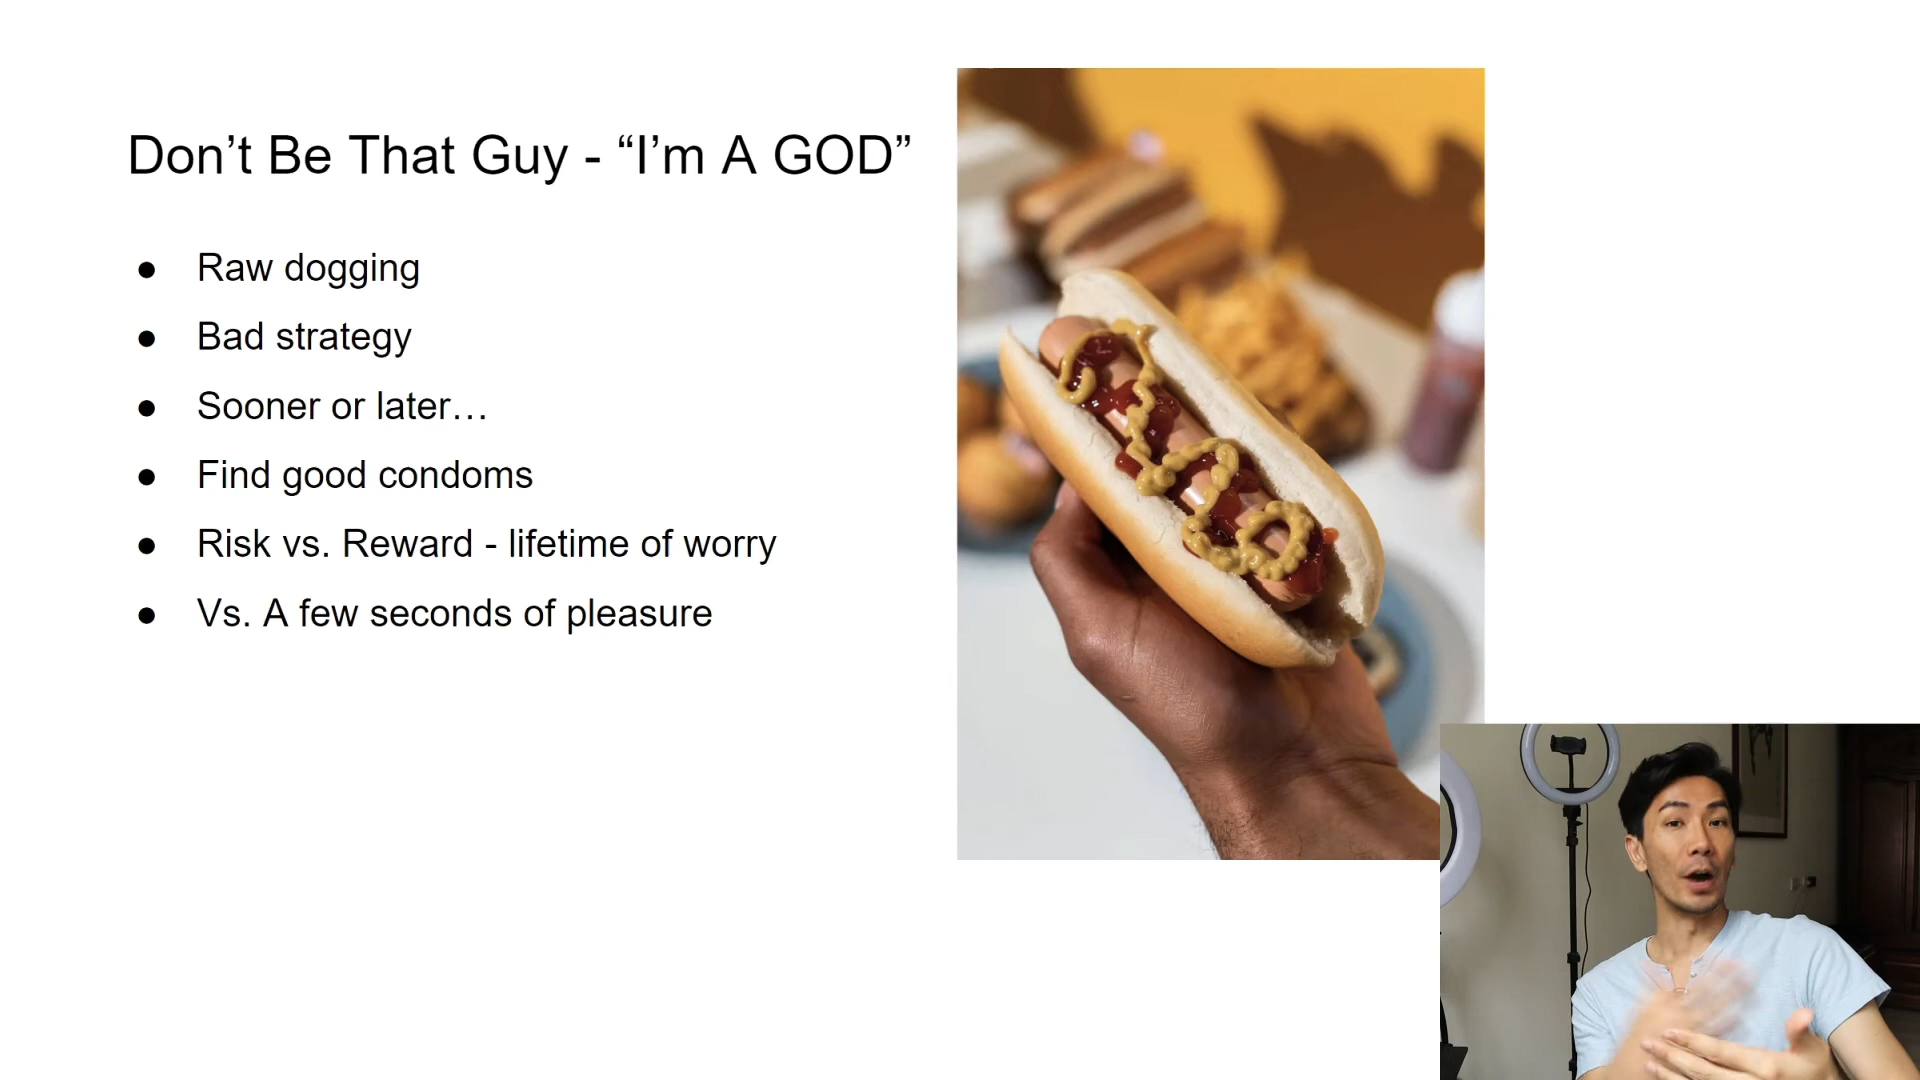 Don’t Be That Guy - “I’m A GOD”
● Raw dogging
● Bad strategy
● Sooner or later…
● Find good condoms
● Risk vs. Reward - lifetime of worry
● Vs. A few seconds of pleasure